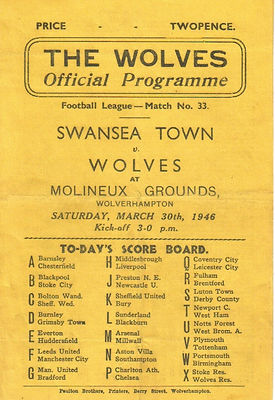 PRICE - - TWOPENCE.
THE WOLVES
Official Programme
Football League—Match No. 33.
SWANSEA TOWN
v.
WOLVES
AT
MOLINEUX GROUNDS,
WOLVERHAMPTON
SATURDAY, MARCH 30th, 1946
Kick-off 3-0 p.m.
TO-DAY'S SCORE BOARD.
A Barnsley
Chesterfield
B Blackpool
Stoke City
C Bolton Wand.
Sheff. Wed.
D Burnley
Grimsby Town
E Everton
Huddersfield
F Leeds United
Manchester City
G Man. United
Bradford
H Middlesbrough
Liverpool
J Preston N. E.
Newcastle U.
K Sheffield United
Bury
L Sunderland
Blackburn
M Arsenal
Millwall
N Aston Villa
Southampton
P Charlton Ath.
Chelsea
Q Coventry City
Leicester City
R Fulham
Brentford
S Luton Town
Derby County
T Newport C.
West Ham
U Notts Forest
West Brom. A.
V Plymouth
Tottenham
W Portsmouth
Birmingham
X Stoke Res.
Wolves Res.
Paulton Brothers, Printers, Berry Street, Wolverhampton.